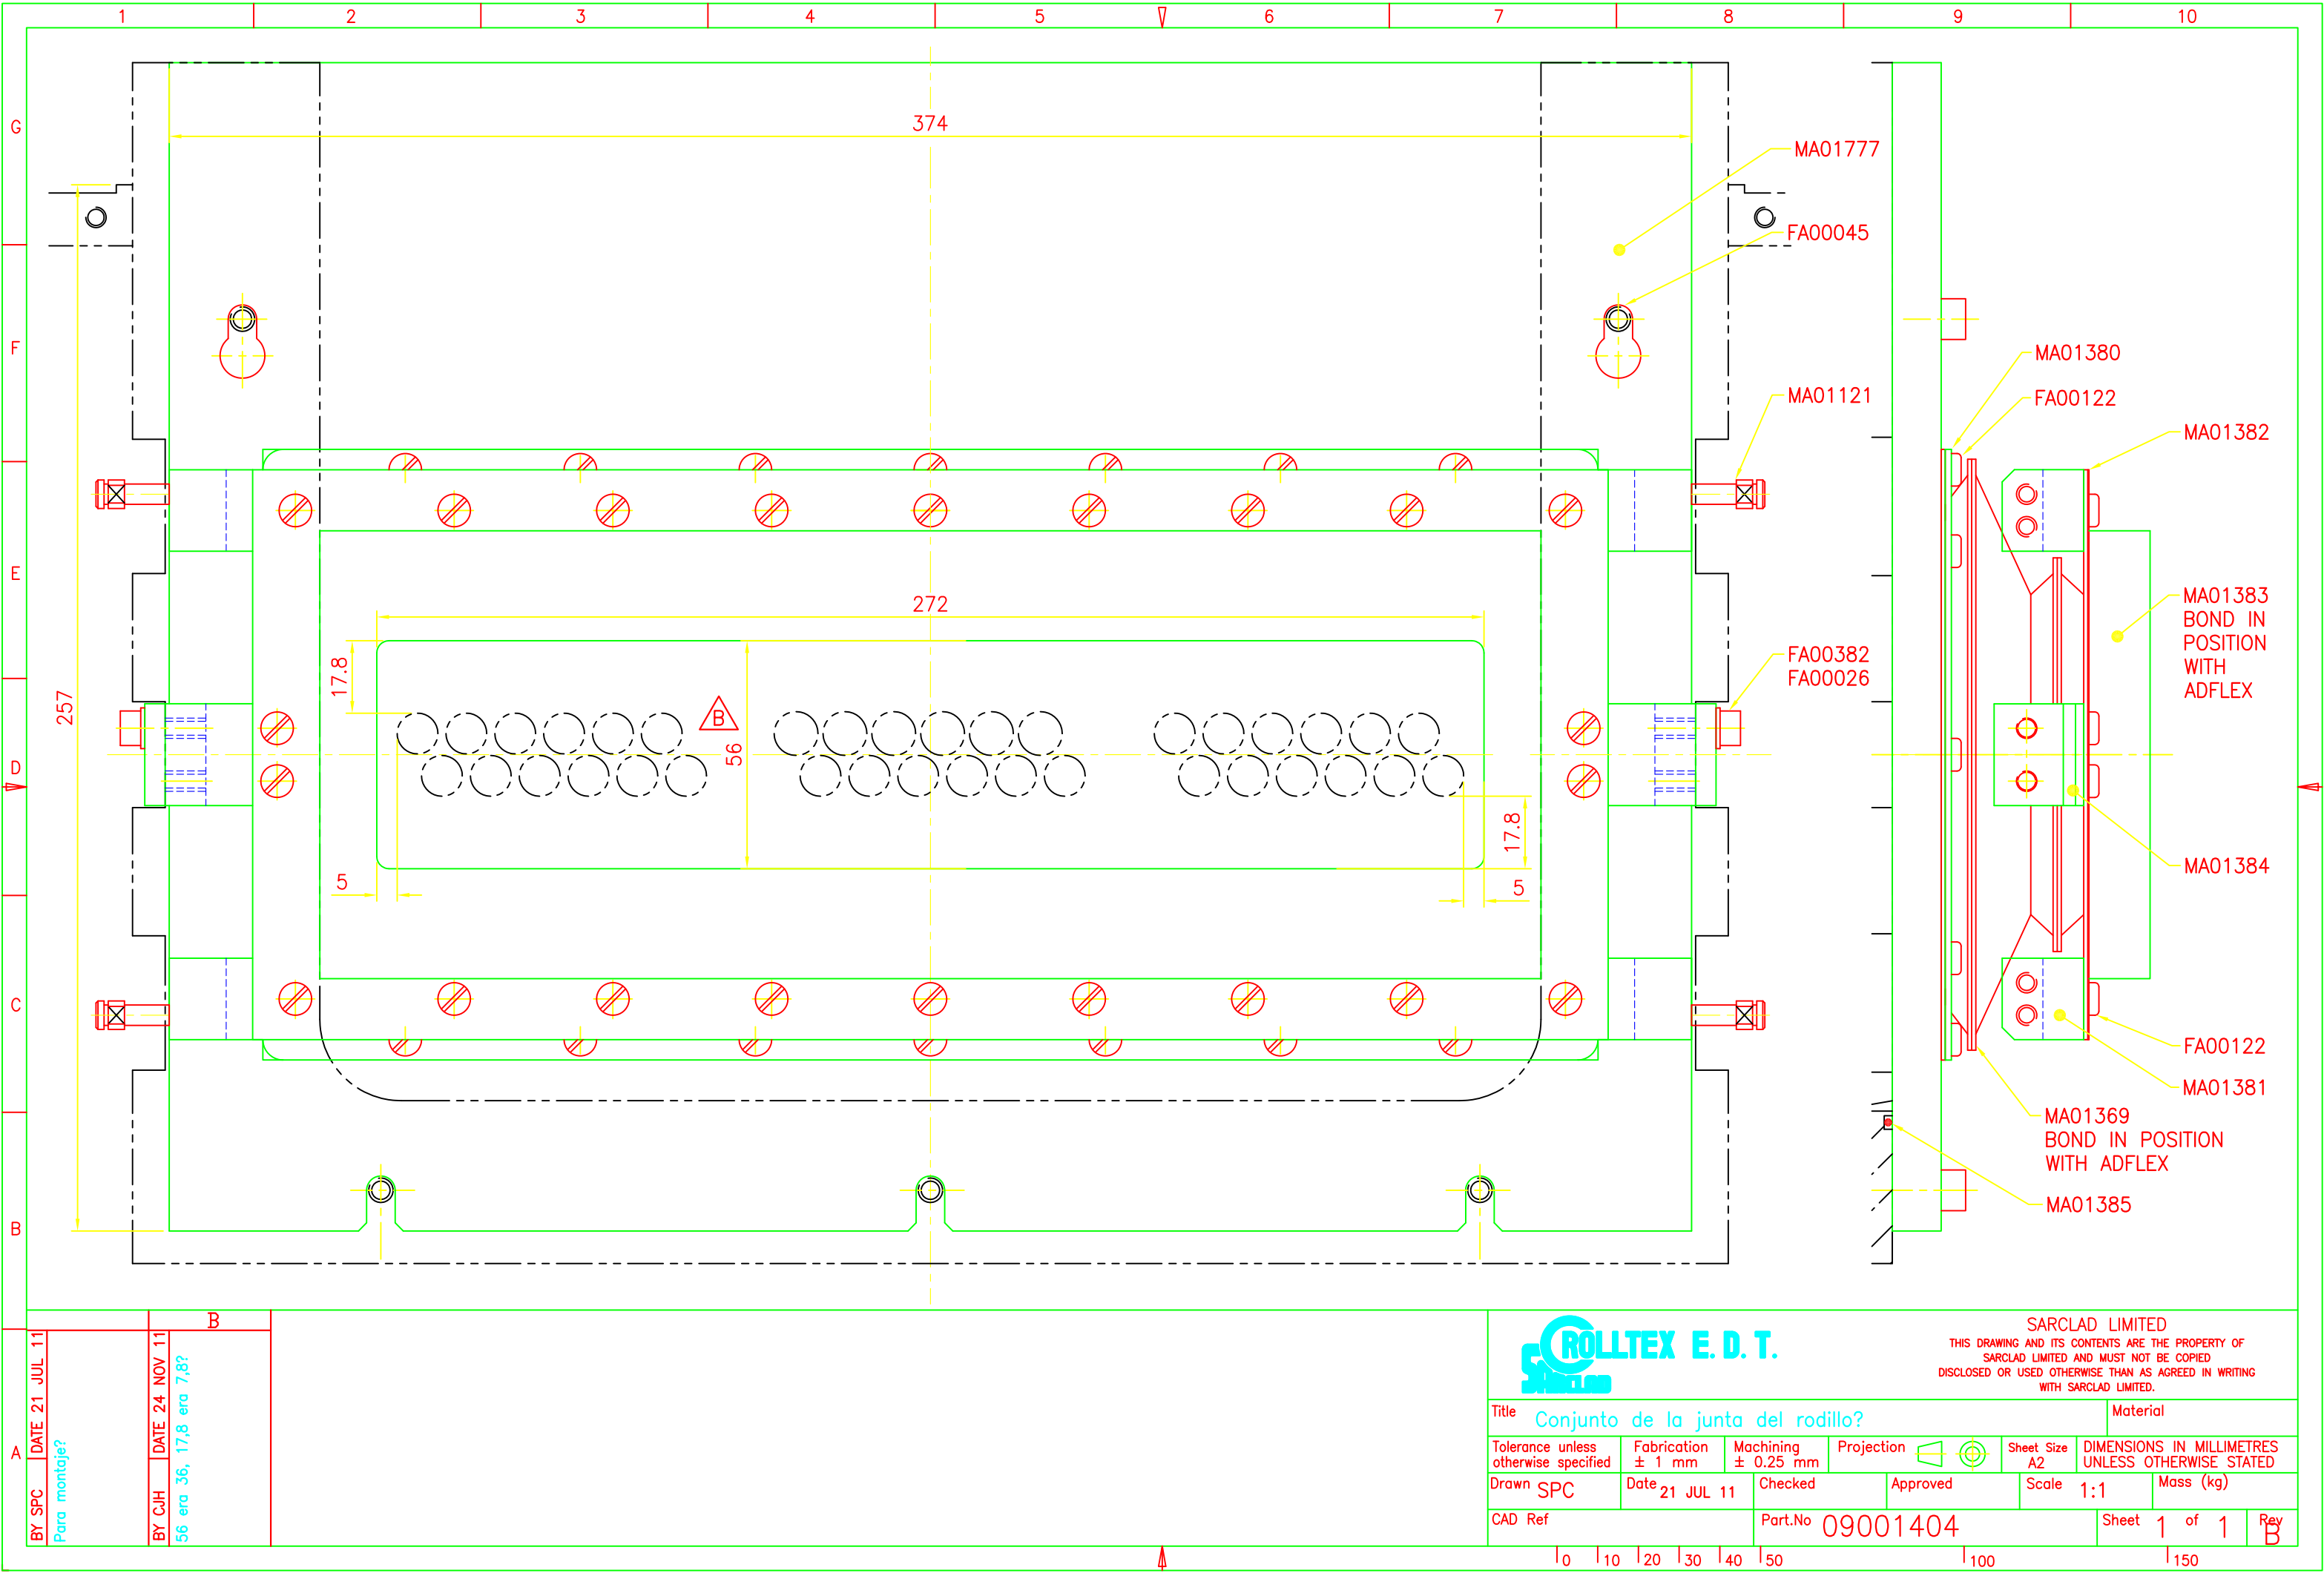 1 2 3 4 5 6 7 8 9 10
G
F
E
D
C
B
A
374
257
272
17.8
56
B
17.8
5
5
MA01777
FA00045
MA01121
FA00382
FA00026
MA01380
FA00122
MA01382
MA01383
BOND IN
POSITION
WITH
ADFLEX
MA01384
FA00122
MA01381
MA01369
BOND IN POSITION
WITH ADFLEX
MA01385
BY SPC DATE 21 JUL 11
Para montaje?
B
BY CJH DATE 24 NOV 11
56 era 36, 17,8 era 7,8?
ROLLTEX E. D. T.
SARCLAD
SARCLAD LIMITED
THIS DRAWING AND ITS CONTENTS ARE THE PROPERTY OF
SARCLAD LIMITED AND MUST NOT BE COPIED
DISCLOSED OR USED OTHERWISE THAN AS AGREED IN WRITING
WITH SARCLAD LIMITED.
Title Conjunto de la junta del rodillo?
Material
Tolerance unless
otherwise specified
Fabrication
± 1 mm
Machining
± 0.25 mm
Projection
Sheet Size
A2
DIMENSIONS IN MILLIMETRES
UNLESS OTHERWISE STATED
Drawn SPC
Date 21 JUL 11
Checked
Approved
Scale 1:1
Mass (kg)
CAD Ref
Part.No 09001404
Sheet 1 of 1
Rev B
0 10 20 30 40 50 100 150